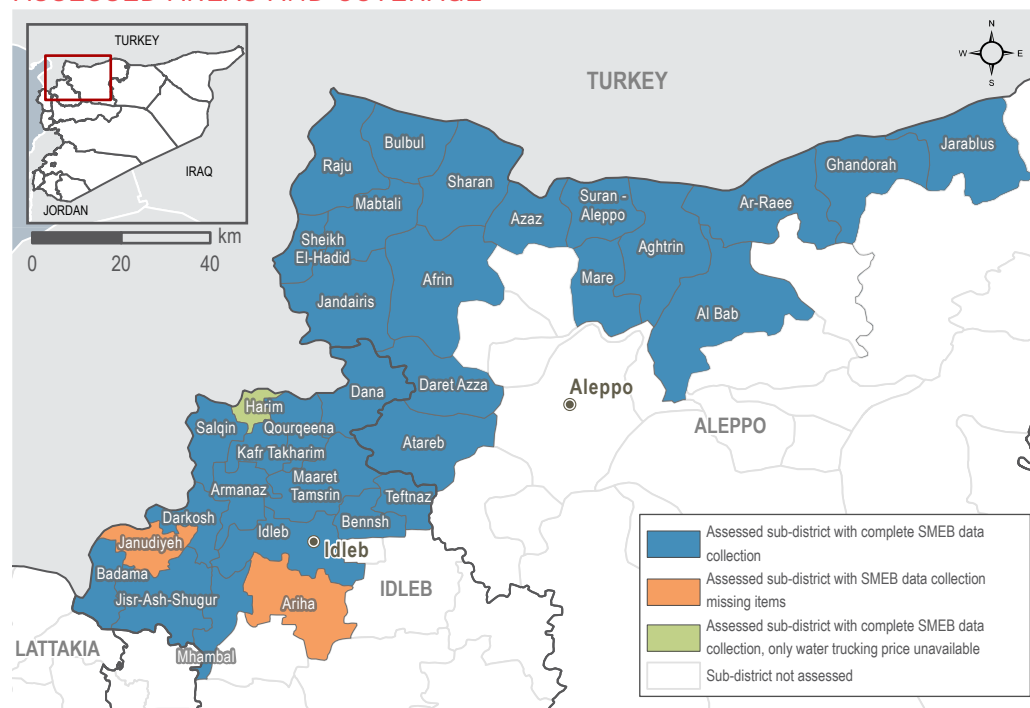 ASSESSED AREAS AND COVERAGE
TURKEY
IRAQ
JORDAN
km
0 20 40
N
W E
S
TURKEY
Bulbul
Raju
Sharan
Mabtali
Sheikh
El-Hadid
Afrin
Jandairis
Azaz
Suran -
Aleppo
Mare
Aghtrin
Ar-Raee
Al Bab
Ghandorah
Jarablus
Dana
Daret Azza
Atareb
Aleppo
ALEPPO
Harim
Salqin
Qourqeena
Kafr Takharim
Armanaz
Maaret
Tamsrin
Teftnaz
Darkosh
Idleb
Bennsh
Idleb
Janudiyeh
Badama
Jisr-Ash-Shugur
Ariha
IDLEB
LATTAKIA
Mhambal
Assessed sub-district with complete SMEB data
collection
Assessed sub-district with SMEB data collection
missing items
Assessed sub-district with complete SMEB data
collection, only water trucking price unavailable
Sub-district not assessed